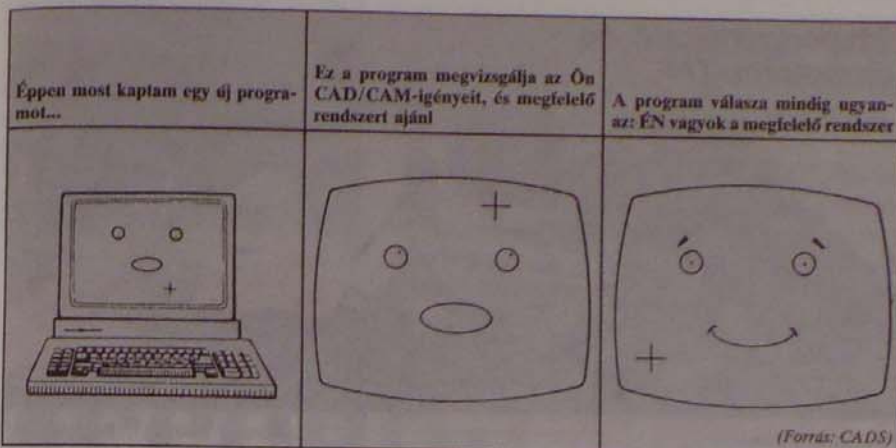 Éppen most kaptam egy új progra-
mot...
Ez a program megvizsgálja az Ön
CAD/CAM-igényeit, és megfelelő
rendszert ajánl
A program válasza mindig ugyan-
az: ÉN vagyok a megfelelő rendszer
(Forrás: CADS)